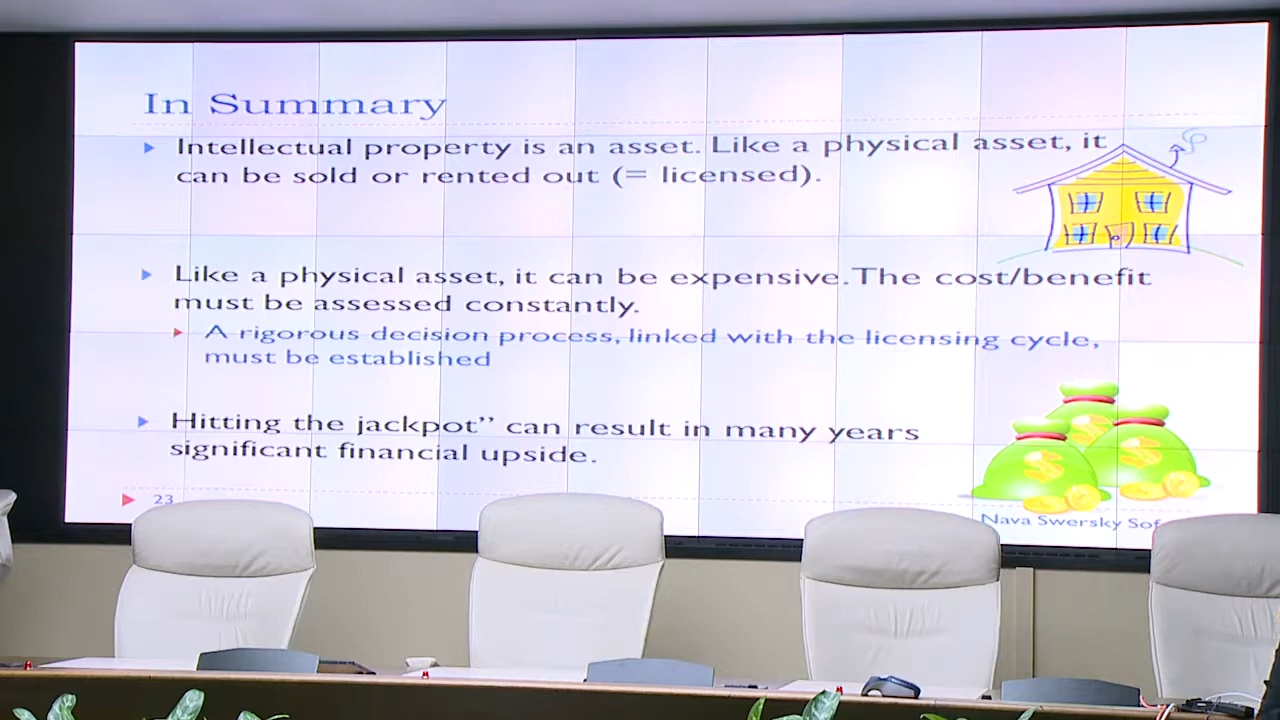 In Summary
Intellectual property is an asset. Like a physical asset, it
can be sold or rented out (= licensed).
Like a physical asset, it can be expensive. The cost/benefit
must be assessed constantly.
A rigorous decision process, linked with the licensing cycle,
must be established
Hitting the jackpot” can result in many years
significant financial upside.
23
Nava Swersky Sof